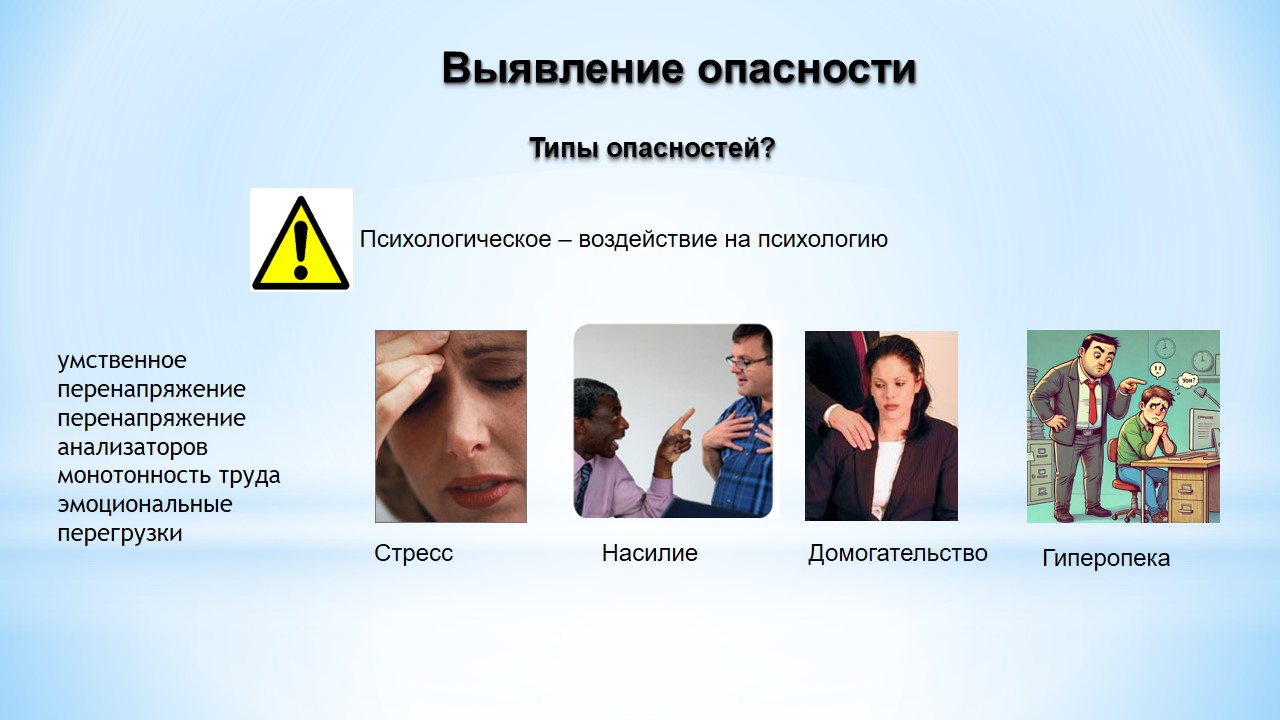 Выявление опасности
Типы опасностей?
Психологическое – воздействие на психологию
умственное
перенапряжение
перенапряжение
анализаторов
монотонность труда
эмоциональные
перегрузки
!!
Стресс
Насилие
Домогательство
Гиперопека